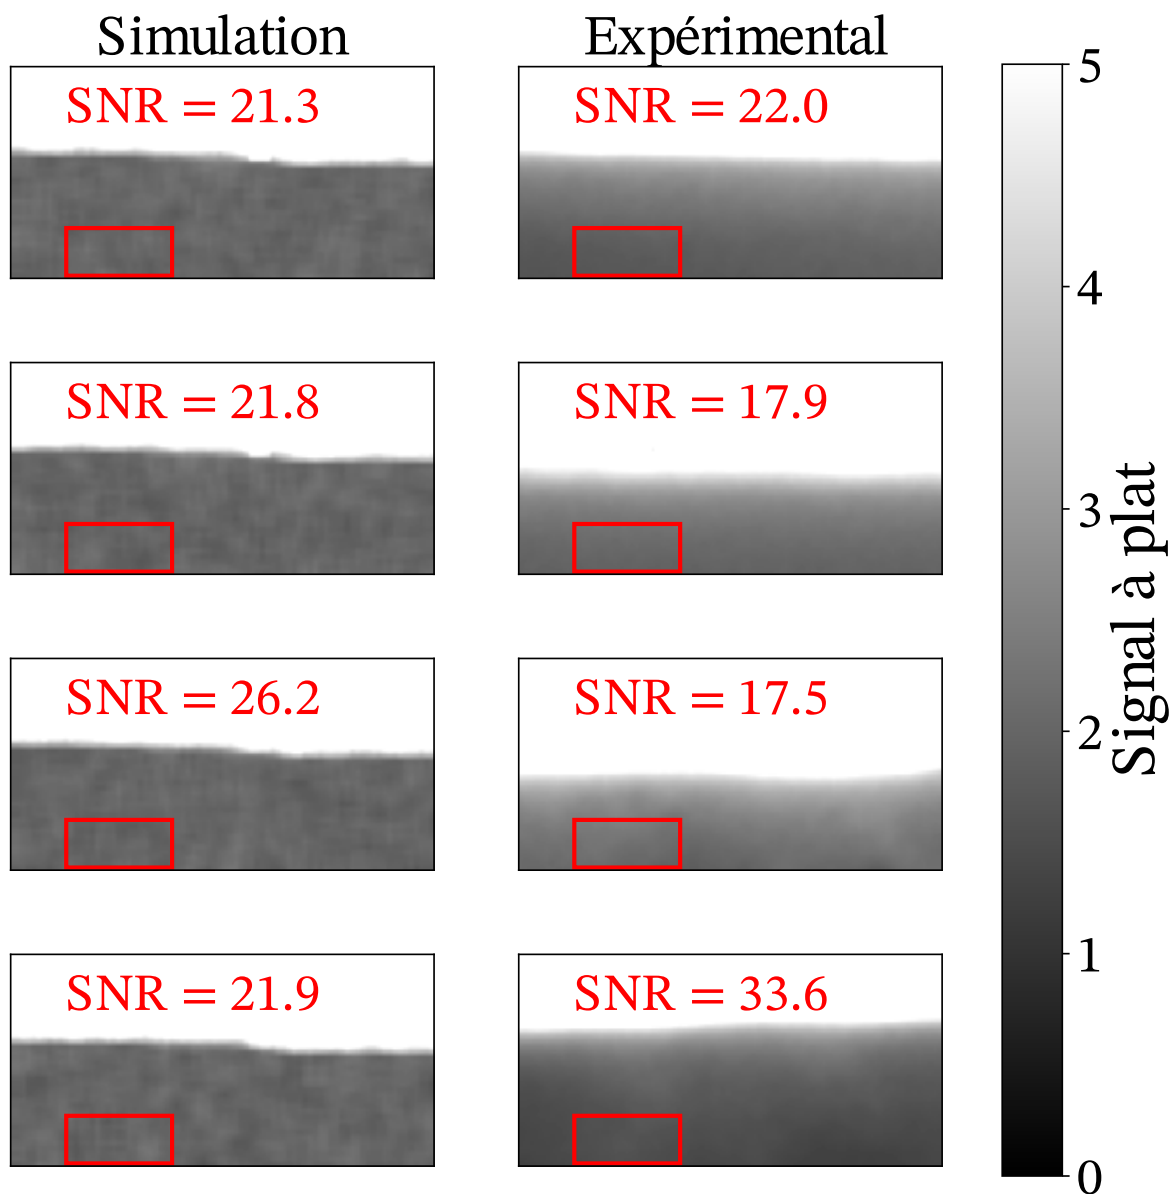 Simulation Expérimental
SNR = 21.3 SNR = 22.0
SNR = 21.8 SNR = 17.9
SNR = 26.2 SNR = 17.5
SNR = 21.9 SNR = 33.6
5
4
3
2
1
0
Signal à plat